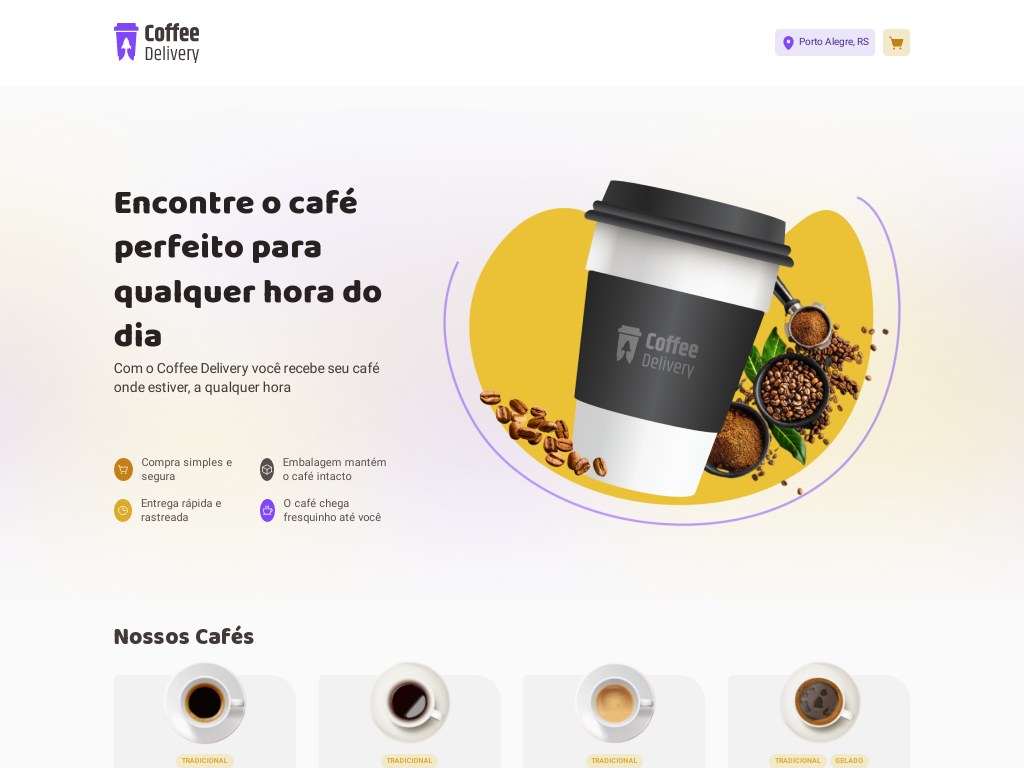 Coffee
Delivery
Porto Alegre, RS
Encontre o café
perfeito para
qualquer hora do
dia
Com o Coffee Delivery você recebe seu café
onde estiver, a qualquer hora
Compra simples e
segura
Embalagem mantém
o café intacto
Entrega rápida e
rastreada
O café chega
fresquinho até você
Coffee
Delivery
Nossos Cafés
TRADICIONAL
TRADICIONAL
TRADICIONAL
TRADICIONAL GELADO